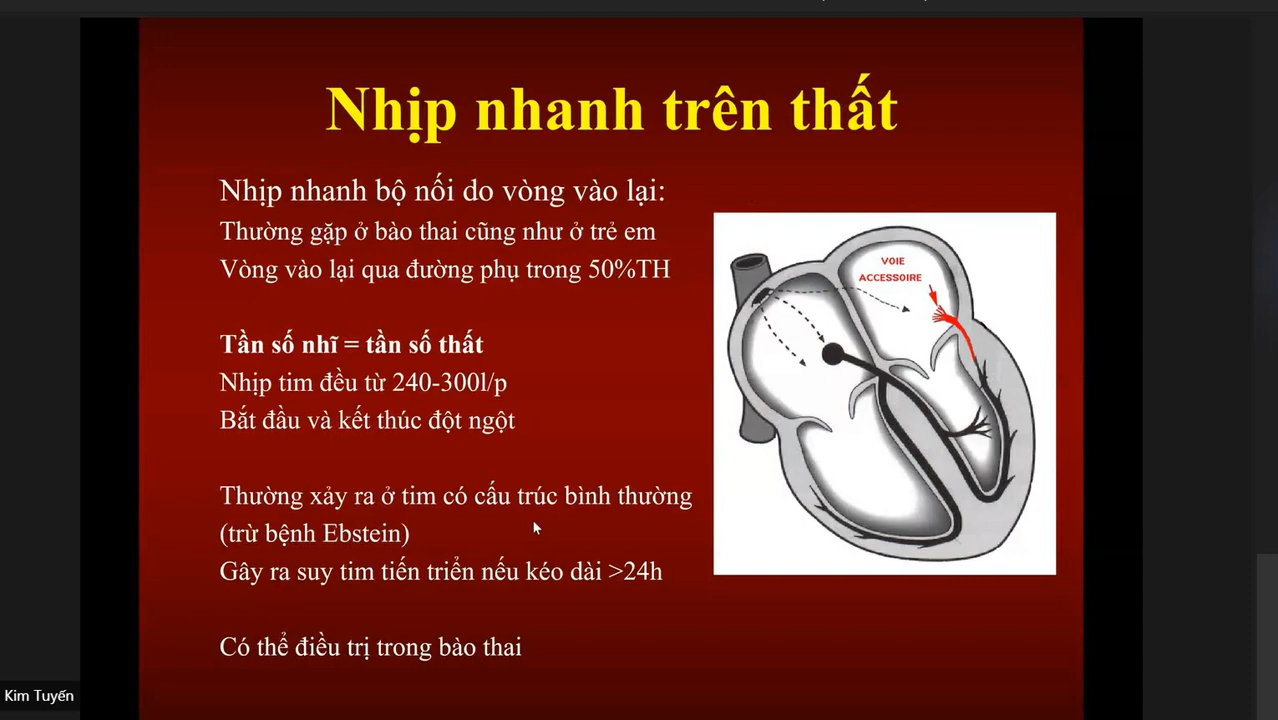 Nhịp nhanh trên thất
Nhịp nhanh bộ nối do vòng vào lại:
Thường gặp ở bào thai cũng như ở trẻ em
Vòng vào lại qua đường phụ trong 50%TH
Tần số nhĩ = tần số thất
Nhịp tim đều từ 240-300l/p
Bắt đầu và kết thúc đột ngột
Thường xảy ra ở tim có cấu trúc bình thường
(trừ bệnh Ebstein)
Gây ra suy tim tiến triển nếu kéo dài >24h
Có thể điều trị trong bào thai
VOIE
ACCESSOIRE
Kim Tuyến